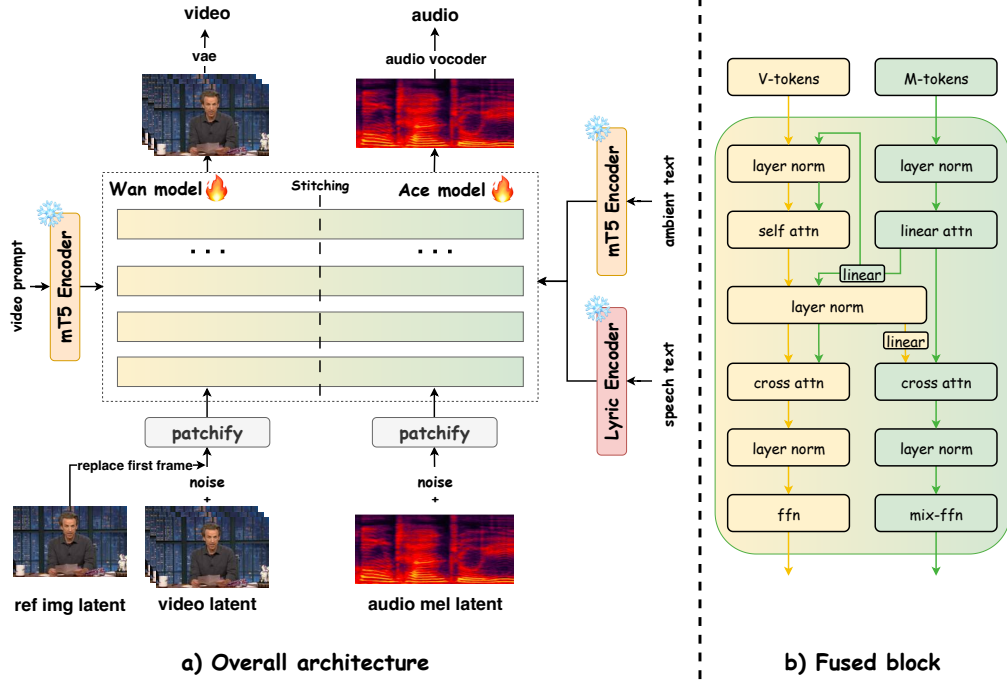 video
audio
vae
audio vocoder
Wan model
Stitching
Ace model
video prompt
mT5 Encoder
mT5 Encoder
ambient text
Lyric Encoder
speech text
patchify
patchify
replace first frame
noise
+
noise
+
ref img latent
video latent
audio mel latent
a) Overall architecture
V-tokens
M-tokens
layer norm
layer norm
self attn
linear attn
linear
layer norm
linear
cross attn
cross attn
layer norm
layer norm
ffn
mix-ffn
b) Fused block